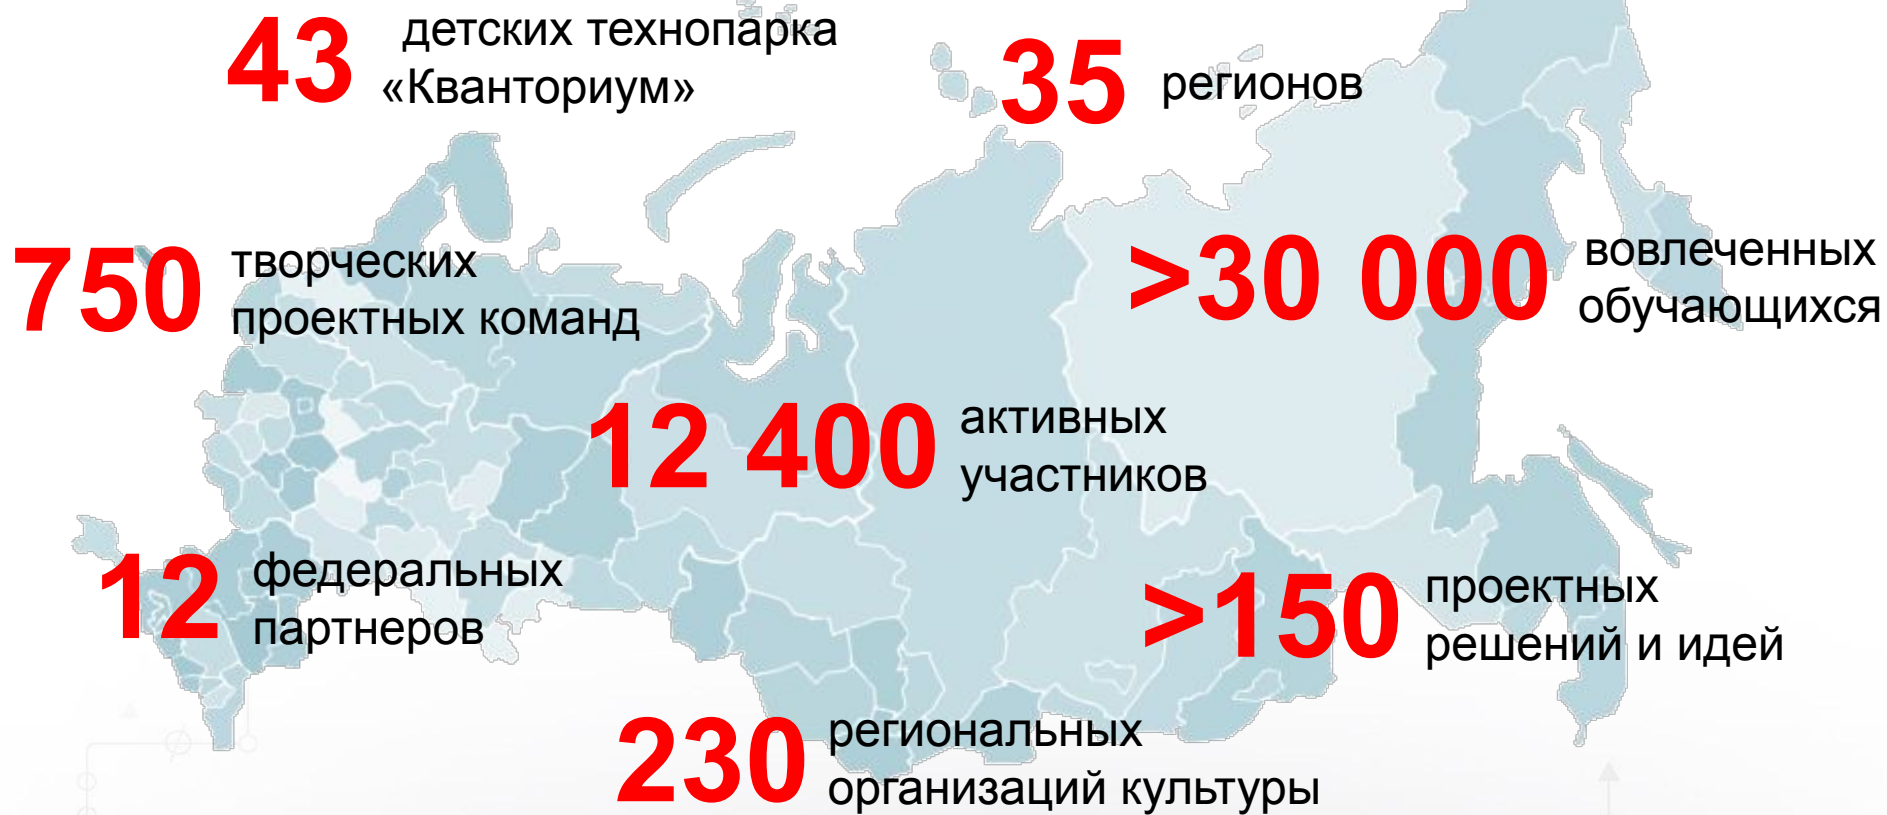 43 детских технопарка
«Кванториум»
35 регионов
750 творческих
проектных команд
>30 000 вовлеченных
обучающихся
12 400 активных
участников
12 федеральных
партнеров
>150 проектных
решений и идей
230 региональных
организаций культуры